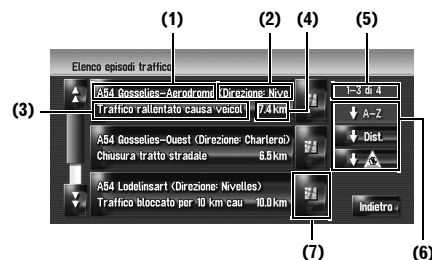 (1)
(2)
(4)
(5)
Elenco episodi traffico
A54 Gosselies-Aerodrome (Direzione: Nive
1-3 di 4
(3)
Traffico rallentato causa veicol 7.4 km
A-Z
A54 Gosselies-Ouest (Direzione: Charleroi)
Chiusura tratto stradale 6.5 km
Dist.
A54 Lodelinsart (Direzione: Nivelles)
Traffico bloccato per 10 km cau 10.0 km
Indietro
(7)
(6)